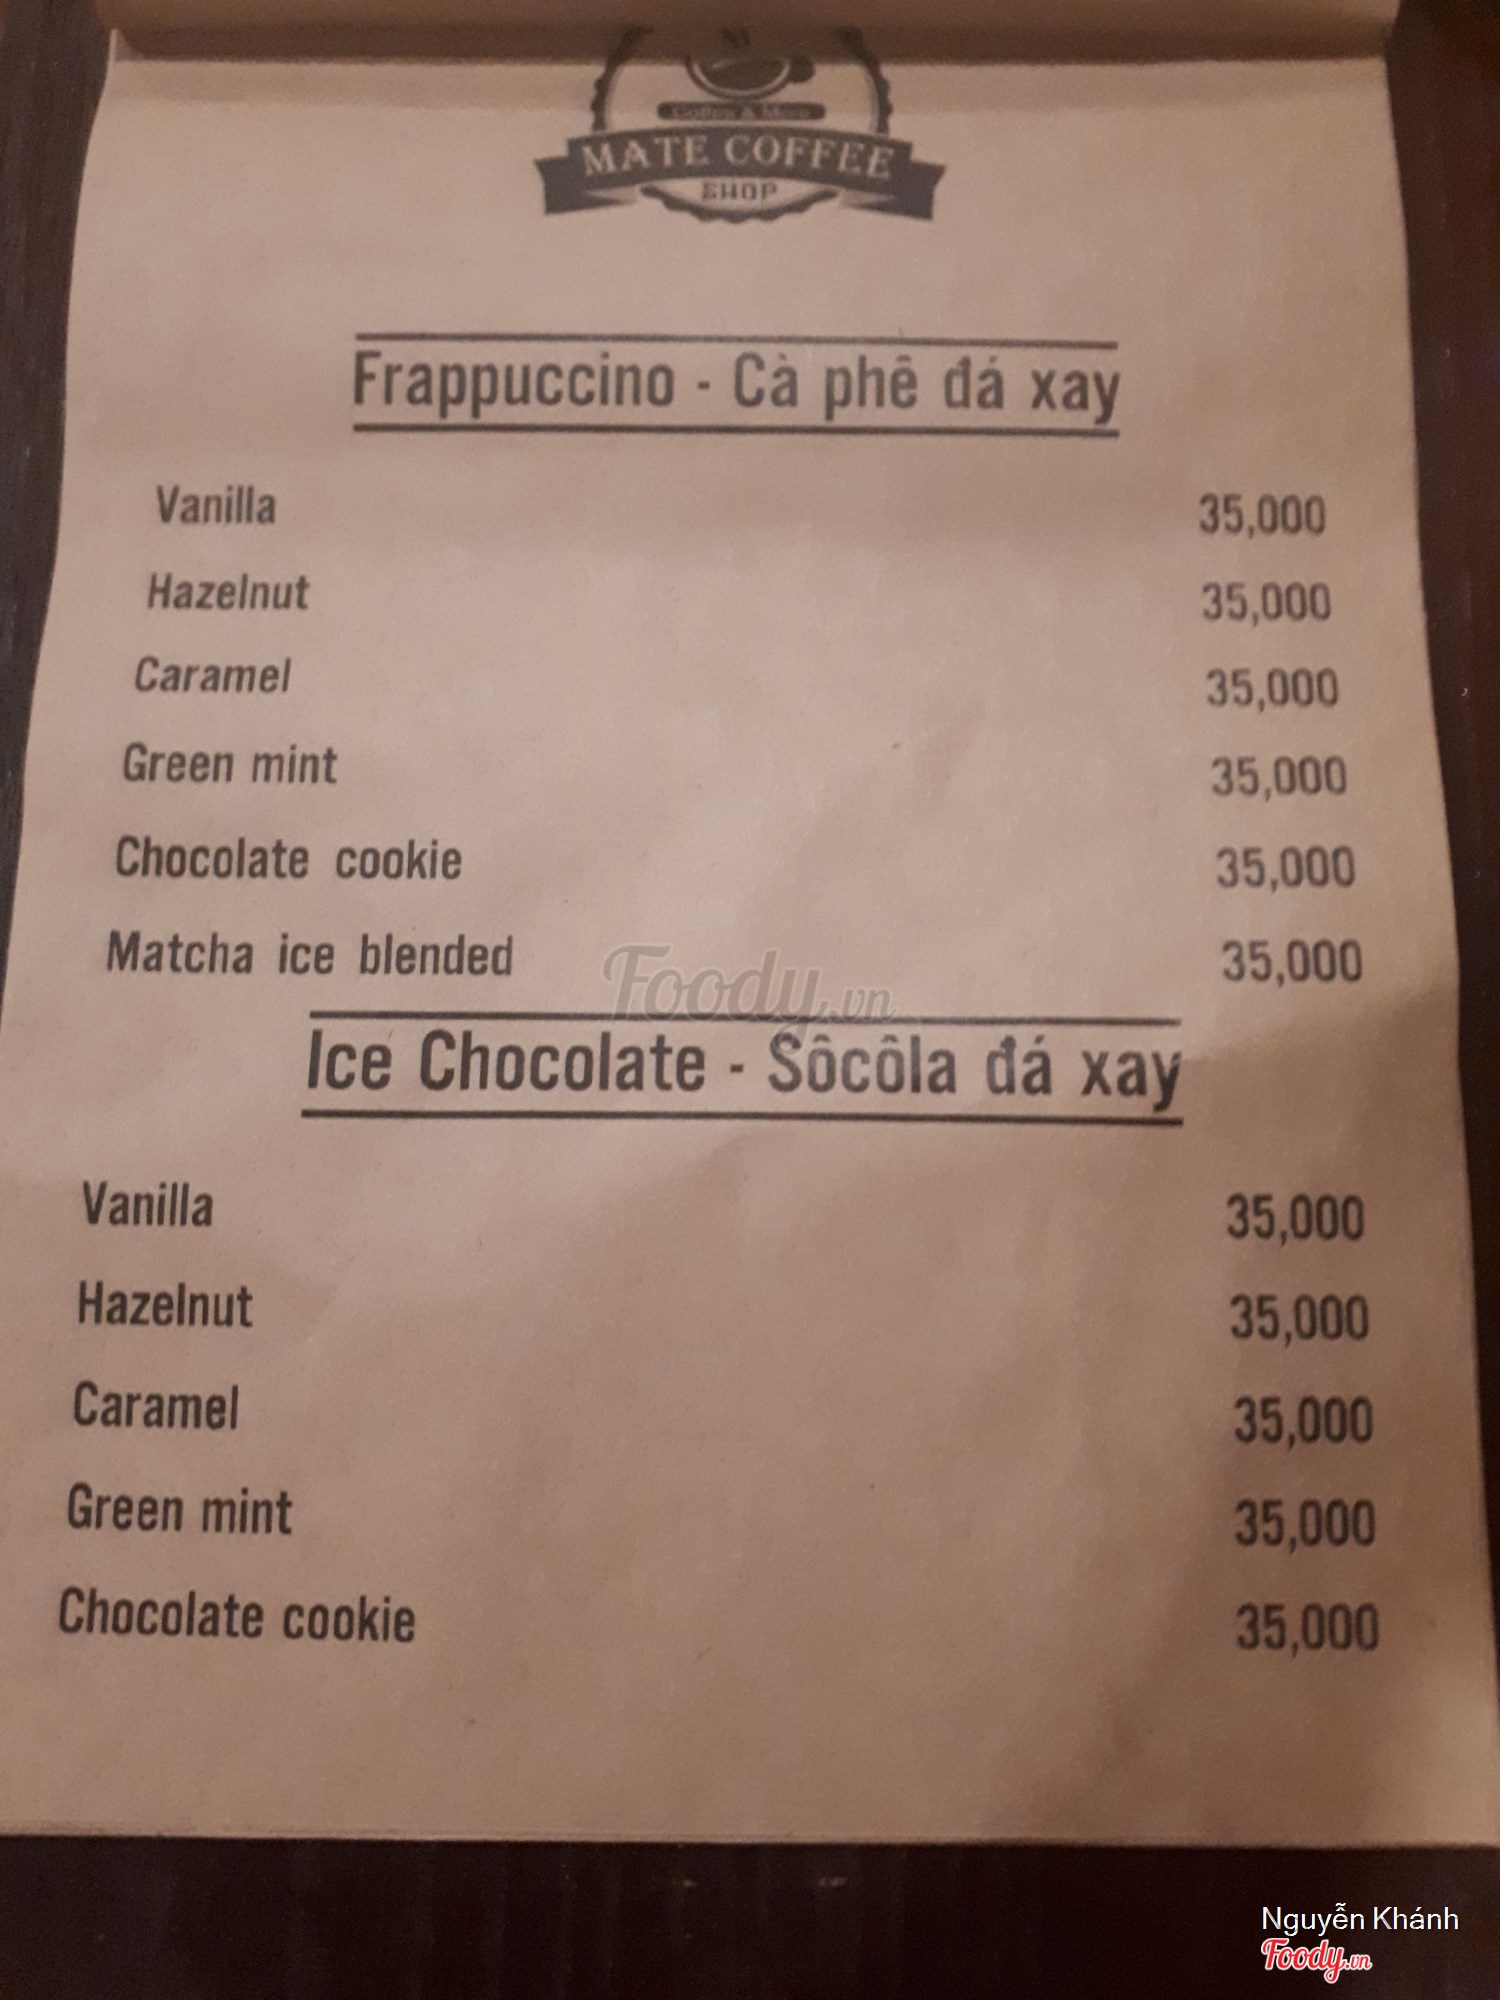 Coffee & More
MATE COFFEE
SHOP
Frappuccino - Cà phê đá xay
Vanilla 35,000
Hazelnut 35,000
Caramel 35,000
Green mint 35,000
Chocolate cookie 35,000
Matcha ice blended 35,000
Foody.vn
Ice Chocolate - Sôcôla đá xay
Vanilla 35,000
Hazelnut 35,000
Caramel 35,000
Green mint 35,000
Chocolate cookie 35,000
Nguyễn Khánh
Foody.vn